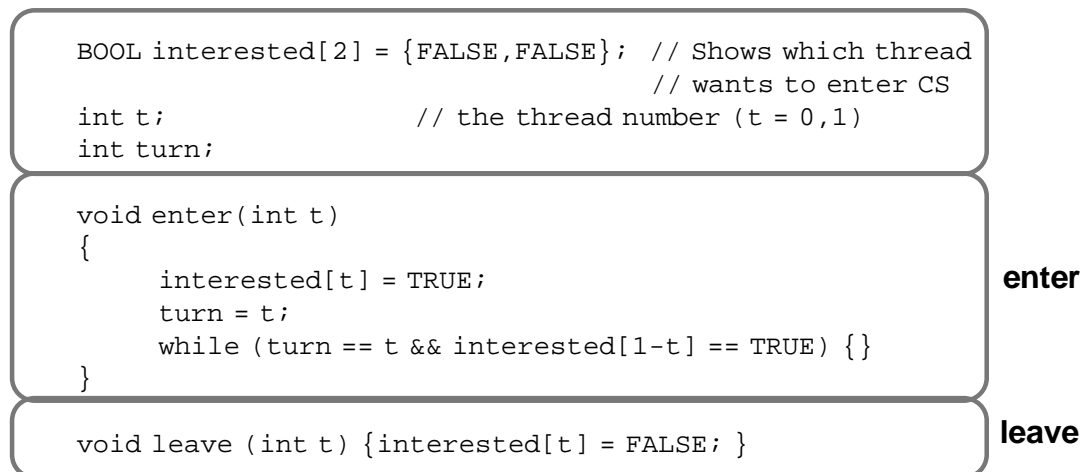 BOOL interested[2] = {FALSE,FALSE}; // Shows which thread
// wants to enter CS
int t; // the thread number (t = 0,1)
int turn;
void enter(int t)
{
interested[t] = TRUE;
turn = t;
while (turn == t && interested[1-t] == TRUE) {}
}
enter
void leave (int t) {interested[t] = FALSE; }
leave